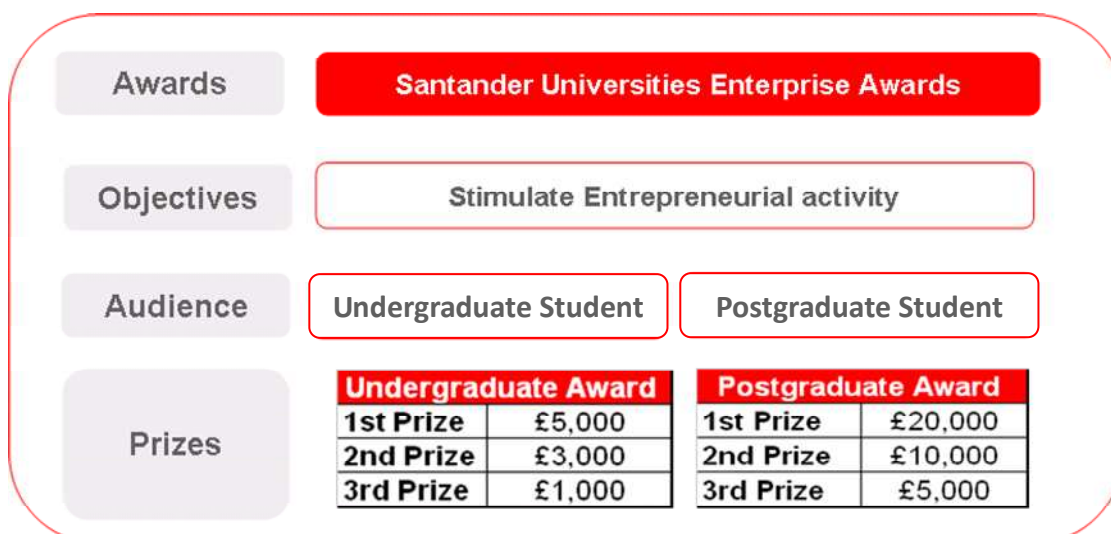 Awards
Santander Universities Enterprise Awards
Objectives
Stimulate Entrepreneurial activity
Audience
Undergraduate Student
Postgraduate Student
Prizes
Undergraduate Award
1st Prize £5,000
2nd Prize £3,000
3rd Prize £1,000
Postgraduate Award
1st Prize £20,000
2nd Prize £10,000
3rd Prize £5,000